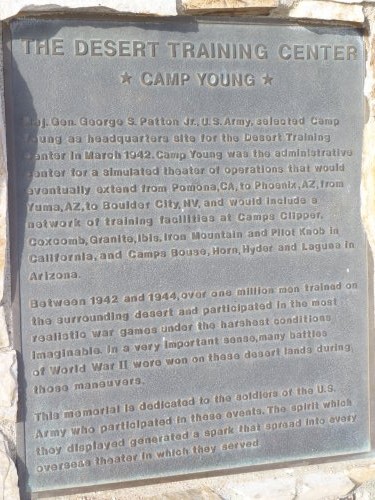 THE DESERT TRAINING CENTER
★ CAMP YOUNG ★
Maj. Gen. George S. Patton Jr., U.S. Army, selected Camp
Young as headquarters site for the Desert Training
Center in March 1942. Camp Young was the administrative
center for a simulated theater of operations that would
eventually extend from Pomona, CA, to Phoenix, AZ, from
Yuma, AZ, to Boulder City, NV, and would include a
network of training facilities at Camps Clipper,
Coxcomb, Granite, Ibis, Iron Mountain and Pilot Knob in
California, and Camps Bouse, Horn, Hyder and Laguna in
Arizona.
Between 1942 and 1944, over one million men trained on
the surrounding desert and participated in the most
realistic war games under the harshest conditions
imaginable. In a very important sense, many battles
of World War II were won on these desert lands during
those maneuvers.
This memorial is dedicated to the soldiers of the U.S.
Army who participated in these events. The spirit which
they displayed generated a spark that spread into every
overseas theater in which they served